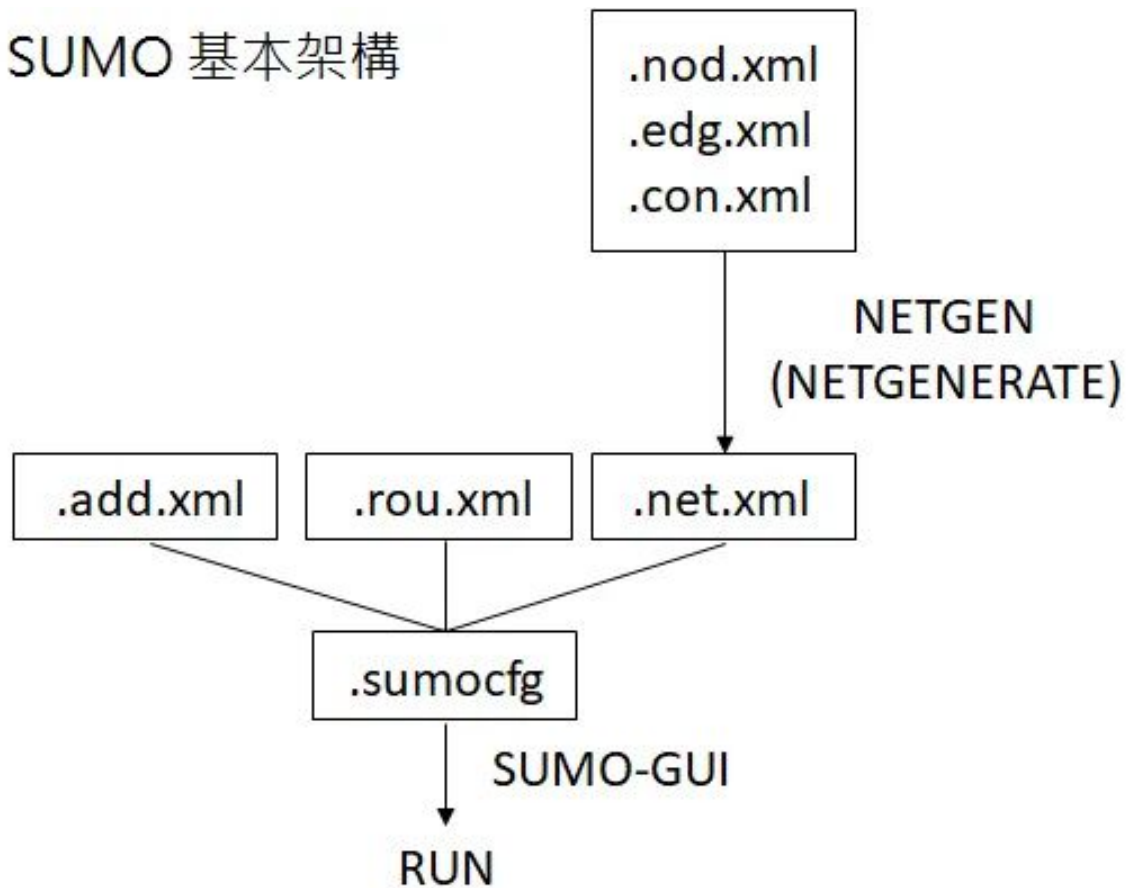 SUMO 基本架構
.nod.xml
.edg.xml
.con.xml
NETGEN
(NETGENERATE)
.add.xml
.rou.xml
.net.xml
.sumocfg
SUMO-GUI
RUN